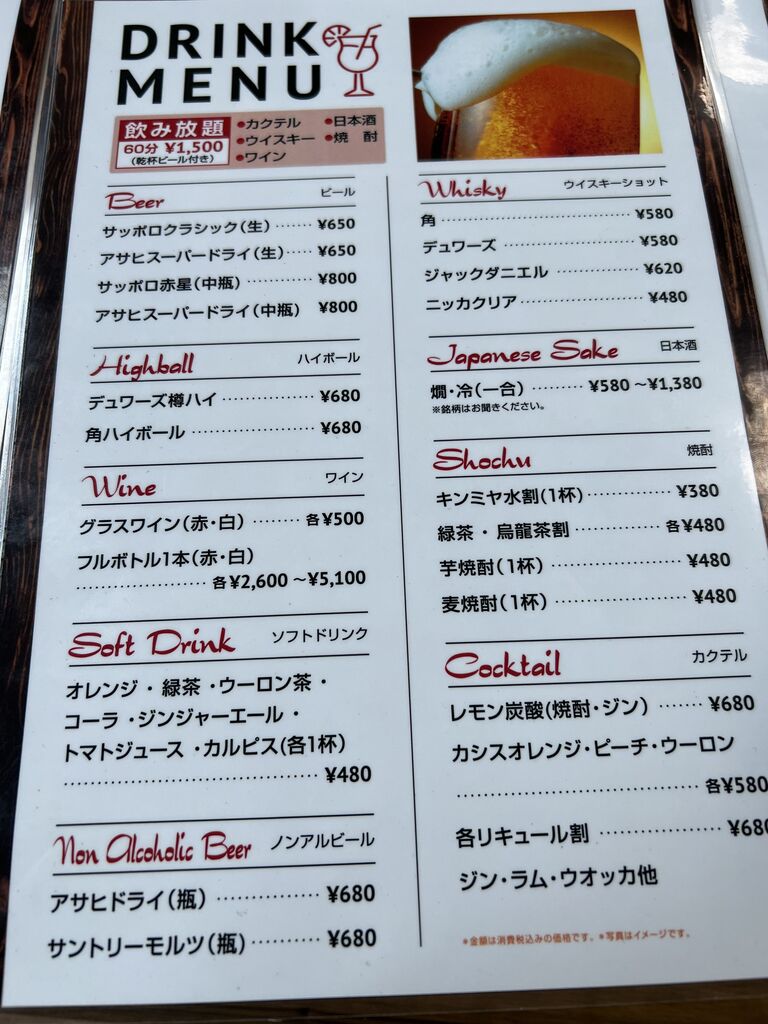 DRINK
MENU
飲み放題
60分 ¥1,500
(乾杯ビール付き)
●カクテル ●日本酒
●ウイスキー ●焼 酎
●ワイン
Beer ビール
サッポロクラシック(生) ······· ¥650
アサヒスーパードライ(生)····· ¥650
サッポロ赤星(中瓶) ············ ¥800
アサヒスーパードライ(中瓶) ¥800
Highball ハイボール
デュワーズ樽ハイ ················ ¥680
角ハイボール ····················· ¥680
Wine ワイン
グラスワイン(赤・白) ········· 各¥500
フルボトル1本(赤・白)
······················ 各¥2,600 〜¥5,100
Soft Drink ソフトドリンク
オレンジ ・ 緑茶 ・ウーロン茶 ・
コーラ ・ジンジャーエール ・
トマトジュース ・カルピス(各1杯)
········································ ¥480
Non Alcoholic Beer ノンアルビール
アサヒドライ(瓶) ················ ¥680
サントリーモルツ(瓶)··········· ¥680
Whisky ウイスキーショット
角 ···································· ¥580
デュワーズ ························ ¥580
ジャックダニエル ··············· ¥620
ニッカクリア ······················ ¥480
Japanese Sake 日本酒
燗・冷(一合) ·········· ¥580 〜¥1,380
※銘柄はお聞きください。
Shochu 焼酎
キンミヤ水割(1杯)·············· ¥380
緑茶 ・ 烏龍茶割 ················ 各¥480
芋焼酎(1杯) ······················ ¥480
麦焼酎(1杯) ······················ ¥480
Cocktail カクテル
レモン炭酸(焼酎・ジン) ······· ¥680
カシスオレンジ・ピーチ・ウーロン
······································ 各¥580
各リキュール割 ··················· ¥680
ジン・ラム・ウオッカ他
*金額は消費税込みの価格です。*写真はイメージです。